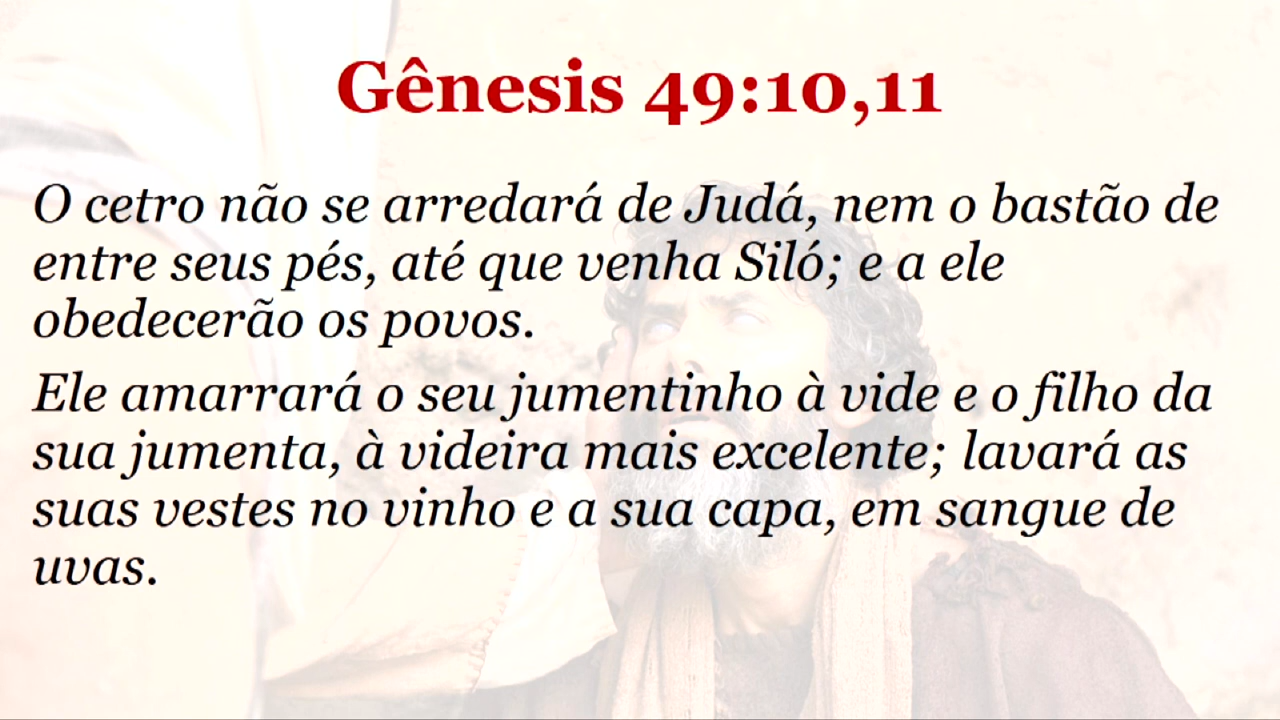 Gênesis 49:10,11
O cetro não se arredará de Judá, nem o bastão de
entre seus pés, até que venha Siló; e a ele
obedecerão os povos.
Ele amarrará o seu jumentinho à vide e o filho da
sua jumenta, à videira mais excelente; lavará as
suas vestes no vinho e a sua capa, em sangue de
uvas.